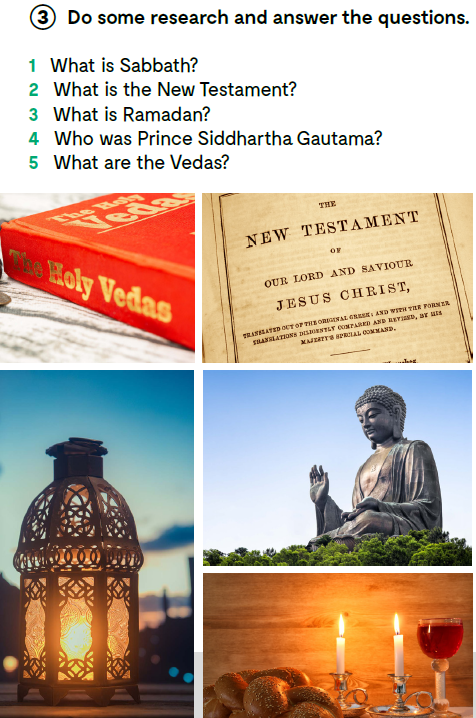 3 Do some research and answer the questions.
1 What is Sabbath?
2 What is the New Testament?
3 What is Ramadan?
4 Who was Prince Siddhartha Gautama?
5 What are the Vedas?
The Holy
Vedas
The Holy Vedas
THE
NEW TESTAMENT
OF
OUR LORD AND SAVIOUR
JESUS CHRIST,
TRANSLATED OUT OF THE ORIGINAL GREEK: AND WITH THE FORMER
TRANSLATIONS DILIGENTLY COMPARED AND REVISED, BY HIS
MAJESTY'S SPECIAL COMMAND.